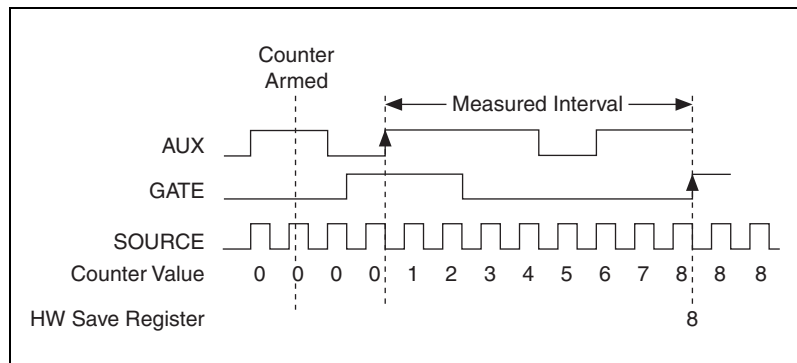 Counter
Armed
Measured Interval
AUX
GATE
SOURCE
Counter Value 0 0 0 0 1 2 3 4 5 6 7 8 8 8
HW Save Register 8